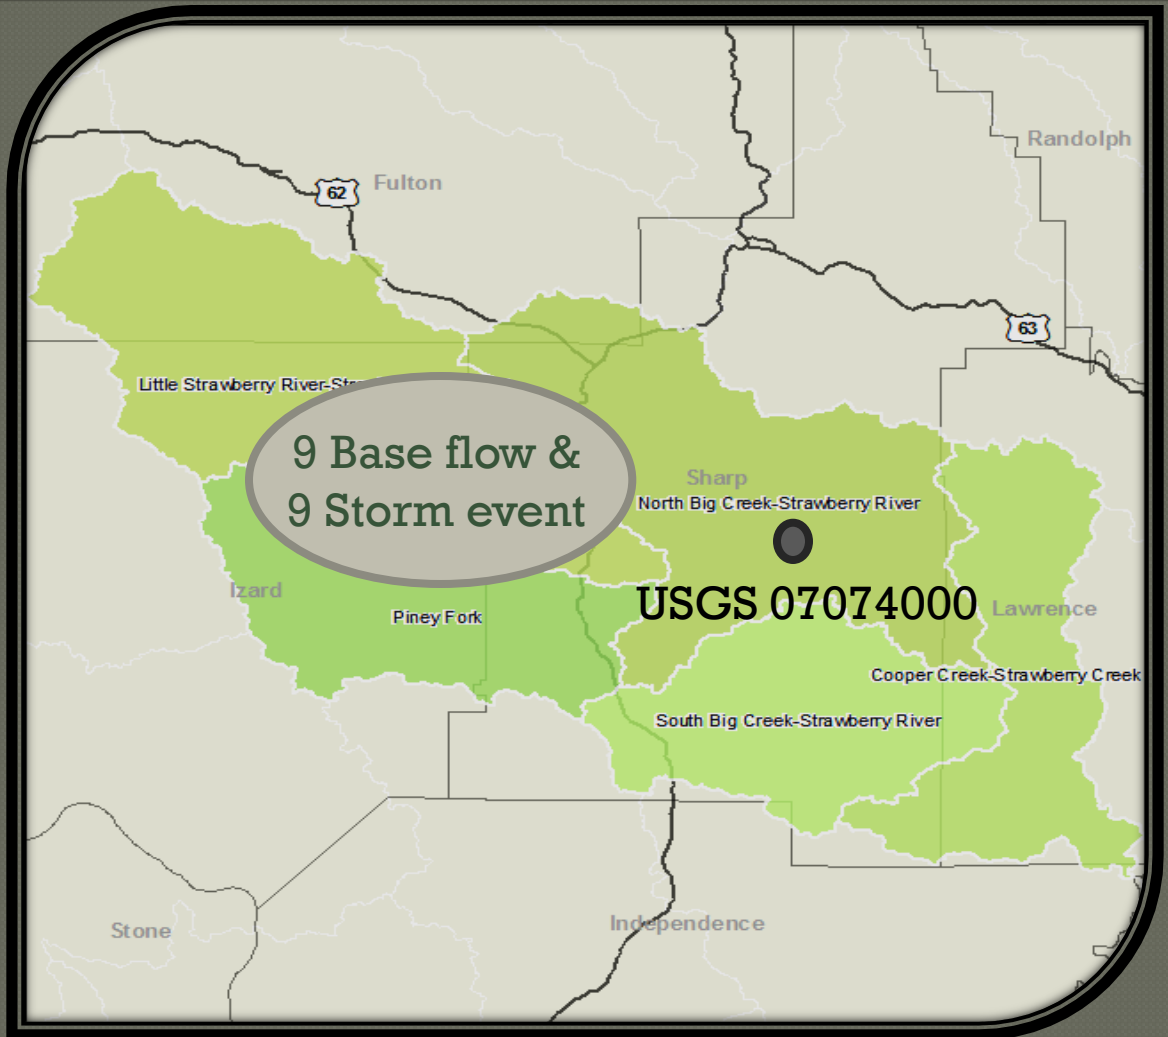 Randolph
Fulton
62
63
Little Strawberry River-
9 Base flow &
9 Storm event
Sharp
North Big Creek-Strawberry River
Izard
USGS 07074000
Lawrence
Piney Fork
Cooper Creek-Strawberry Creek
South Big Creek-Strawberry River
Independence
Stone